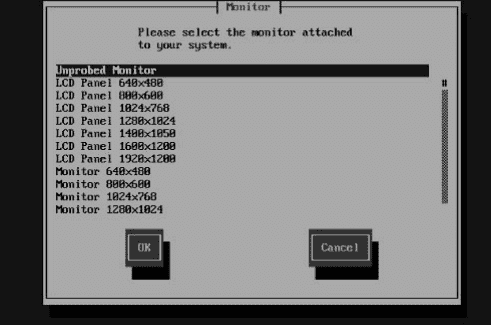 Monitor
Please select the monitor attached
to your system.
Unprobed Monitor
LCD Panel 640x480
LCD Panel 800x600
LCD Panel 1024x768
LCD Panel 1280x1024
LCD Panel 1400x1050
LCD Panel 1600x1200
LCD Panel 1920x1200
Monitor 640x480
Monitor 800x600
Monitor 1024x768
Monitor 1280x1024
OK
Cancel